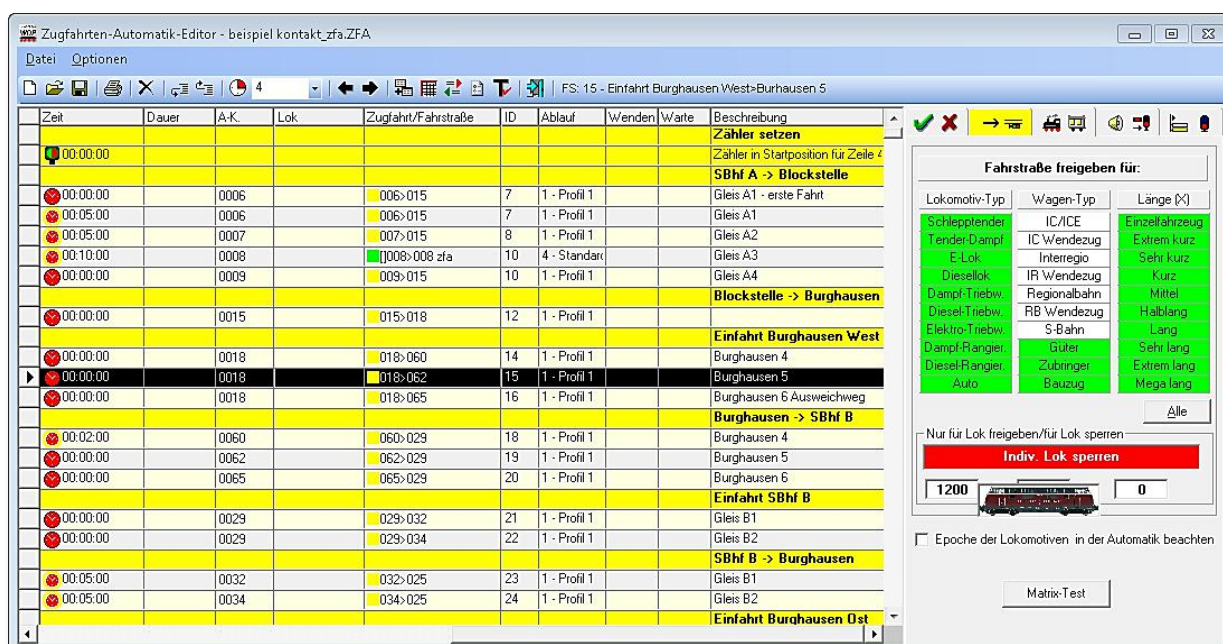 WDP Zugfahrten-Automatik-Editor - beispiel kontakt_zfa.ZFA
Datei Optionen
4 FS: 15 - Einfahrt Burghausen West>Burhausen 5
Zeit Dauer A-K. Lok Zugfahrt/Fahrstraße ID Ablauf Wenden Warte Beschreibung
Zähler setzen
00:00:00 Zähler in Startposition für Zeile 4
SBhf A -> Blockstelle
00:00:00 0006 006>015 7 1 - Profil 1 Gleis A1 - erste Fahrt
00:05:00 0006 006>015 7 1 - Profil 1 Gleis A1
00:05:00 0007 007>015 8 1 - Profil 1 Gleis A2
00:10:00 0008 []008>008 zfa 10 4 - Standard Gleis A3
00:00:00 0009 009>015 10 1 - Profil 1 Gleis A4
Blockstelle -> Burghausen
00:00:00 0015 015>018 12 1 - Profil 1
Einfahrt Burghausen West
00:00:00 0018 018>060 14 1 - Profil 1 Burghausen 4
00:00:00 0018 018>062 15 1 - Profil 1 Burghausen 5
00:00:00 0018 018>065 16 1 - Profil 1 Burghausen 6 Ausweichweg
Burghausen -> SBhf B
00:02:00 0060 060>029 18 1 - Profil 1 Burghausen 4
00:00:00 0062 062>029 19 1 - Profil 1 Burghausen 5
00:00:00 0065 065>029 20 1 - Profil 1 Burghausen 6
Einfahrt SBhf B
00:00:00 0029 029>032 21 1 - Profil 1 Gleis B1
00:00:00 0029 029>034 22 1 - Profil 1 Gleis B2
SBhf B -> Burghausen
00:05:00 0032 032>025 23 1 - Profil 1 Gleis B1
00:05:00 0034 034>025 24 1 - Profil 1 Gleis B2
Einfahrt Burghausen Ost
Fahrstraße freigeben für:
Lokomotiv-Typ Wagen-Typ Länge (X)
Schlepptender IC/ICE Einzelfahrzeug
Tender-Dampf IC Wendezug Extrem kurz
E-Lok Interregio Sehr kurz
Diesellok IR Wendezug Kurz
Dampf-Triebw. Regionalbahn Mittel
Diesel-Triebw. RB Wendezug Halblang
Elektro-Triebw. S-Bahn Lang
Dampf-Rangier. Güter Sehr lang
Diesel-Rangier. Zubringer Extrem lang
Auto Bauzug Mega lang
Alle
Nur für Lok freigeben/für Lok sperren
Indiv. Lok sperren
1200 0
Epoche der Lokomotiven in der Automatik beachten
Matrix-Test